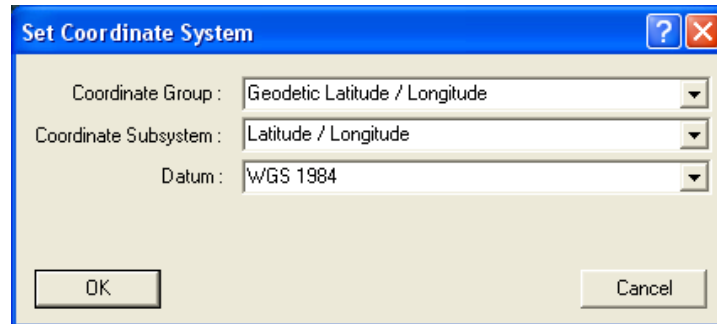 Set Coordinate System
Coordinate Group : Geodetic Latitude / Longitude
Coordinate Subsystem : Latitude / Longitude
Datum : WGS 1984
OK Cancel